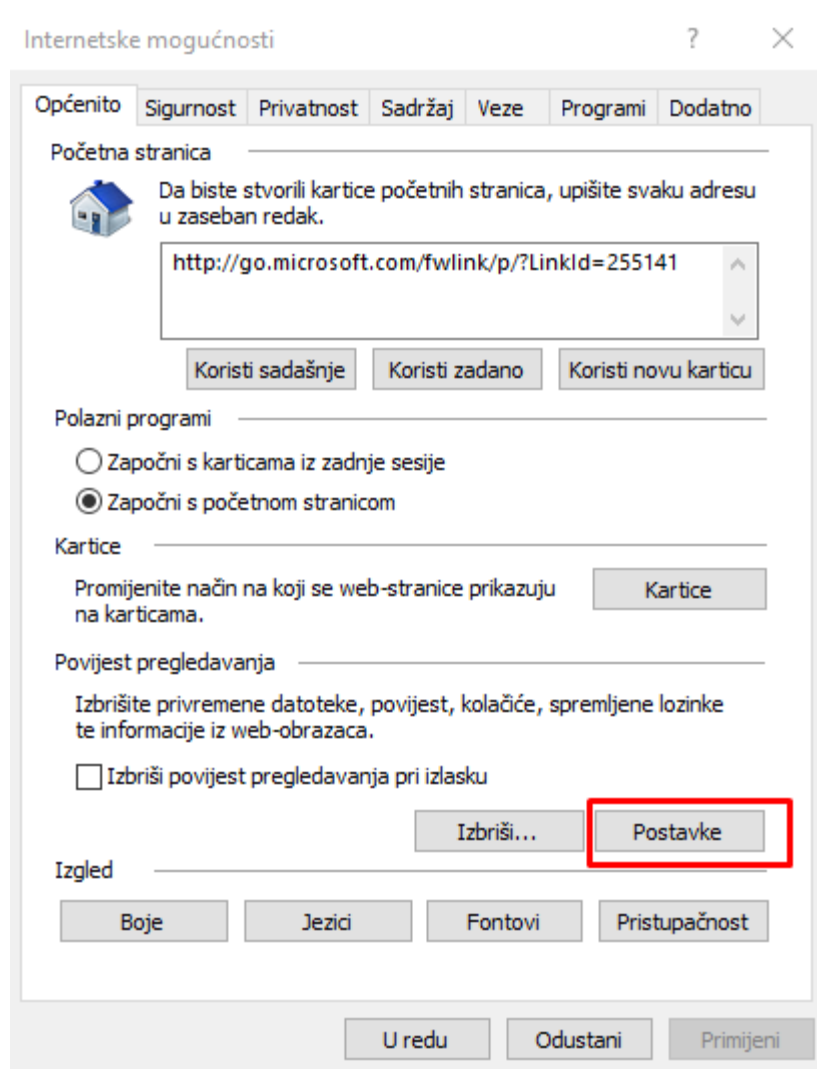 Internetske mogućnosti
Općenito Sigurnost Privatnost Sadržaj Veze Programi Dodatno
Početna stranica
Da biste stvorili kartice početnih stranica, upišite svaku adresu
u zaseban redak.
http://go.microsoft.com/fwlink/p/?LinkId=255141
Koristi sadašnje Koristi zadano Koristi novu karticu
Polazni programi
Započni s karticama iz zadnje sesije
Započni s početnom stranicom
Kartice
Promijenite način na koji se web-stranice prikazuju
na karticama.
Kartice
Povijest pregledavanja
Izbrišite privremene datoteke, povijest, kolačiće, spremljene lozinke
te informacije iz web-obrazaca.
Izbriši povijest pregledavanja pri izlasku
Izbriši... Postavke
Izgled
Boje Jezici Fontovi Pristupačnost
U redu Odustani Primijeni